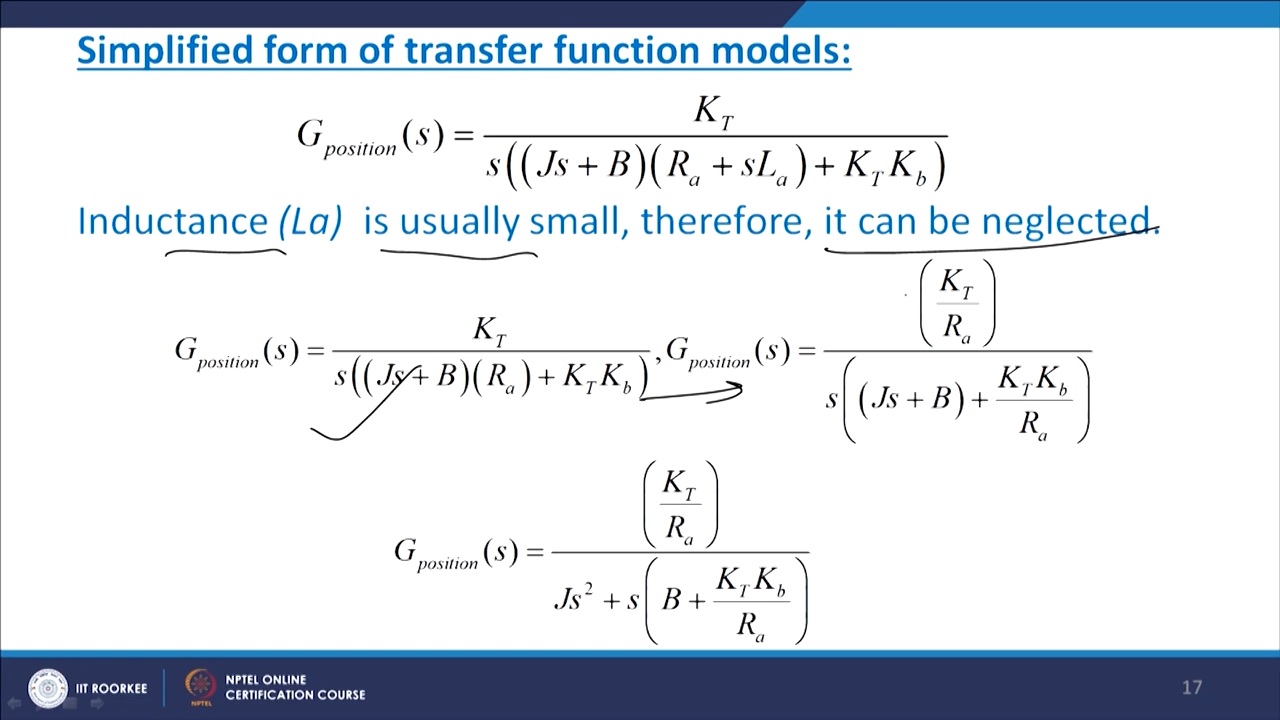 Simplified form of transfer function models:
G_position(s) = K_T / s((Js + B)(R_a + sL_a) + K_T K_b)
Inductance (La) is usually small, therefore, it can be neglected.
G_position(s) = K_T / s((Js + B)(R_a) + K_T K_b), G_position(s) = (K_T / R_a) / s((Js + B) + K_T K_b / R_a)
G_position(s) = (K_T / R_a) / Js² + s(B + K_T K_b / R_a)
IIT ROORKEE
NPTEL
NPTEL ONLINE
CERTIFICATION COURSE
17